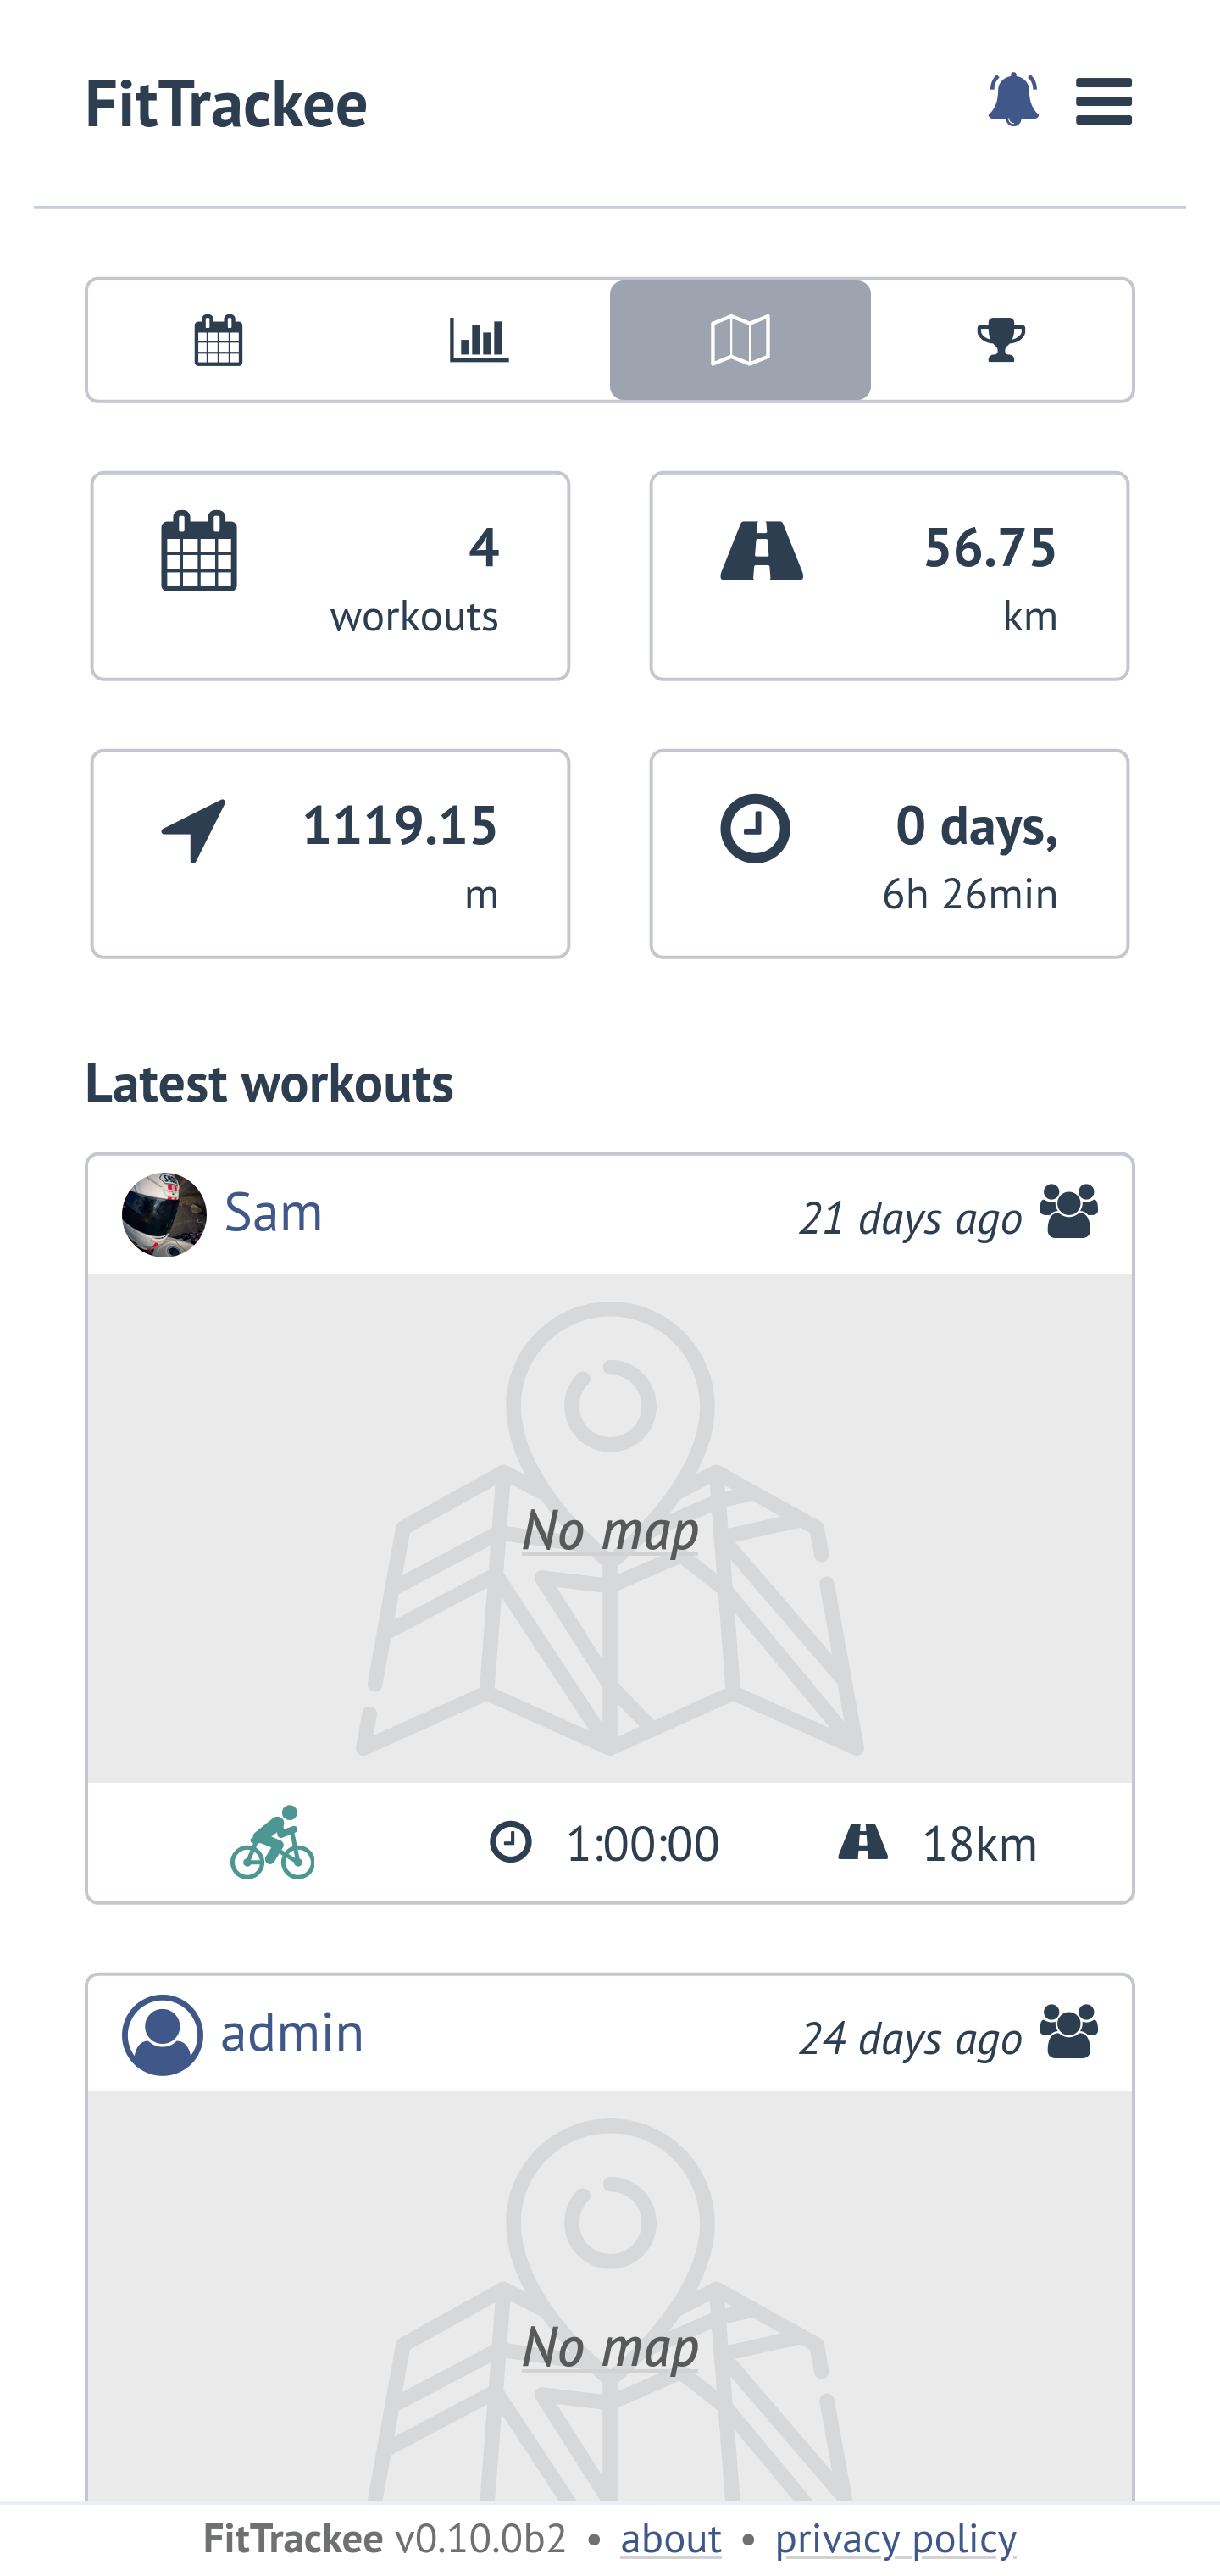 FitTrackee
4
workouts
56.75
km
1119.15
m
0 days,
6h 26min
Latest workouts
Sam
21 days ago
No map
1:00:00
18km
admin
24 days ago
No map
FitTrackee v0.10.0b2 • about • privacy policy